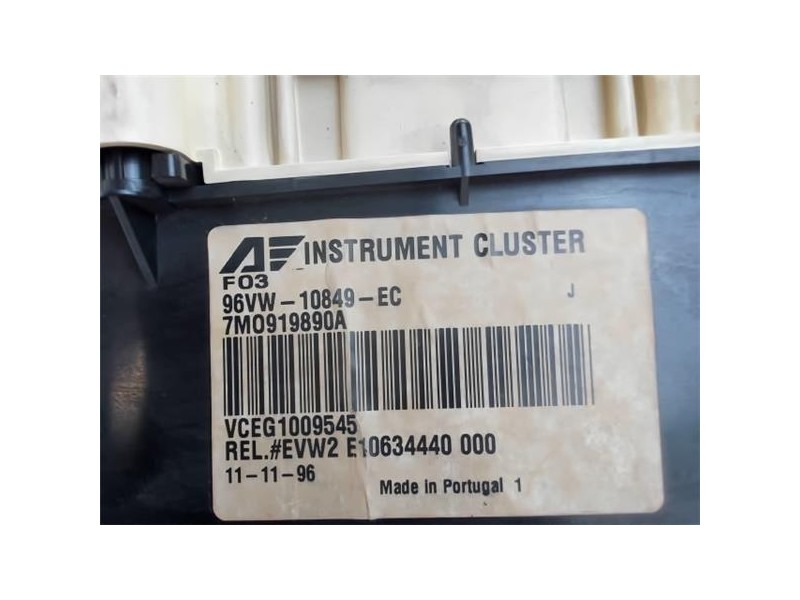 AF INSTRUMENT CLUSTER
F03
96VW-10849-EC J
7M0919890A
VCEG1009545
REL.#EVW2 E10634440 000
11-11-96 Made in Portugal 1